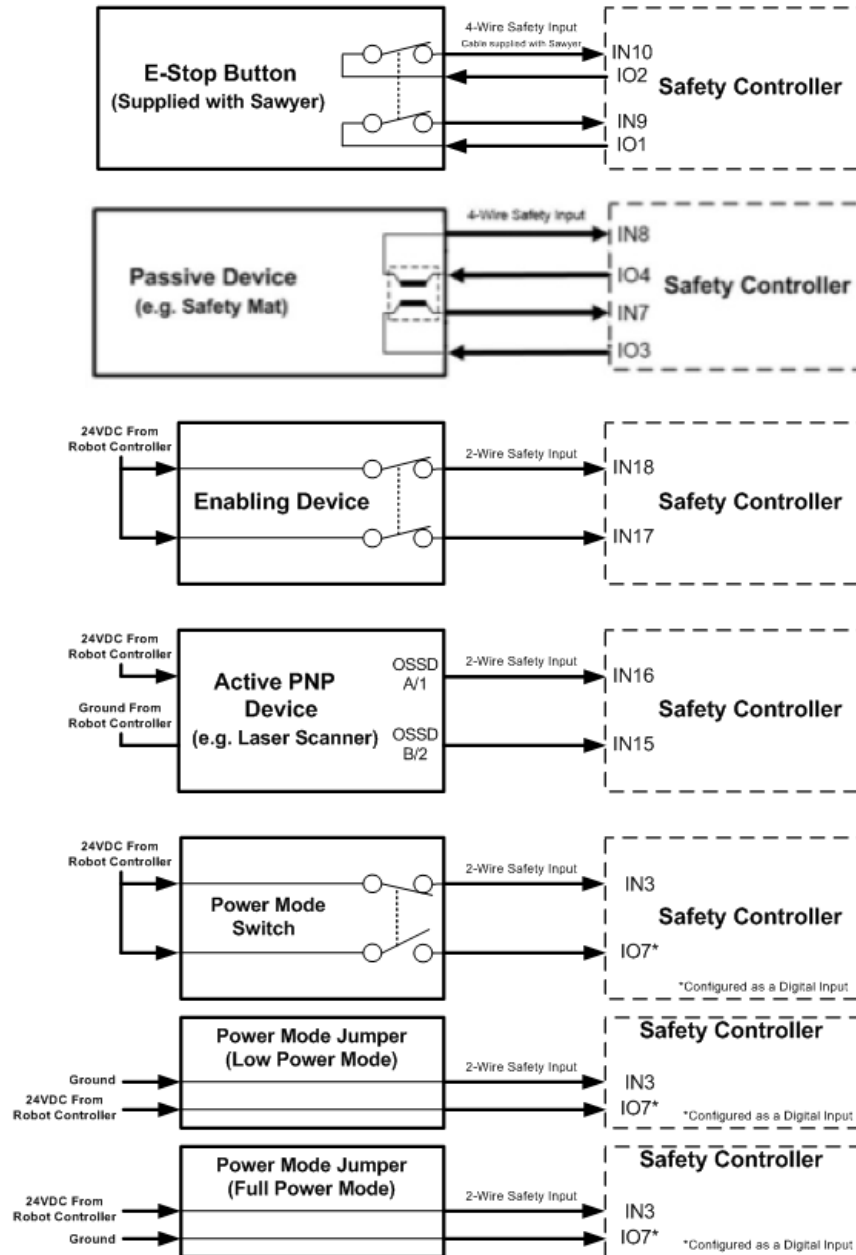 E-Stop Button
(Supplied with Sawyer)
4-Wire Safety Input
Cable supplied with Sawyer
IN10
IO2
IN9
IO1
Safety Controller
Passive Device
(e.g. Safety Mat)
4-Wire Safety Input
IN8
IO4
IN7
IO3
Safety Controller
24VDC From
Robot Controller
Enabling Device
2-Wire Safety Input
IN18
IN17
Safety Controller
24VDC From
Robot Controller
Ground From
Robot Controller
Active PNP
Device
(e.g. Laser Scanner)
OSSD
A/1
OSSD
B/2
2-Wire Safety Input
IN16
IN15
Safety Controller
24VDC From
Robot Controller
Power Mode
Switch
2-Wire Safety Input
IN3
IO7*
Safety Controller
*Configured as a Digital Input
Power Mode Jumper
(Low Power Mode)
Ground
24VDC From
Robot Controller
2-Wire Safety Input
Safety Controller
IN3
IO7*
*Configured as a Digital Input
Power Mode Jumper
(Full Power Mode)
24VDC From
Robot Controller
Ground
2-Wire Safety Input
Safety Controller
IN3
IO7*
*Configured as a Digital Input